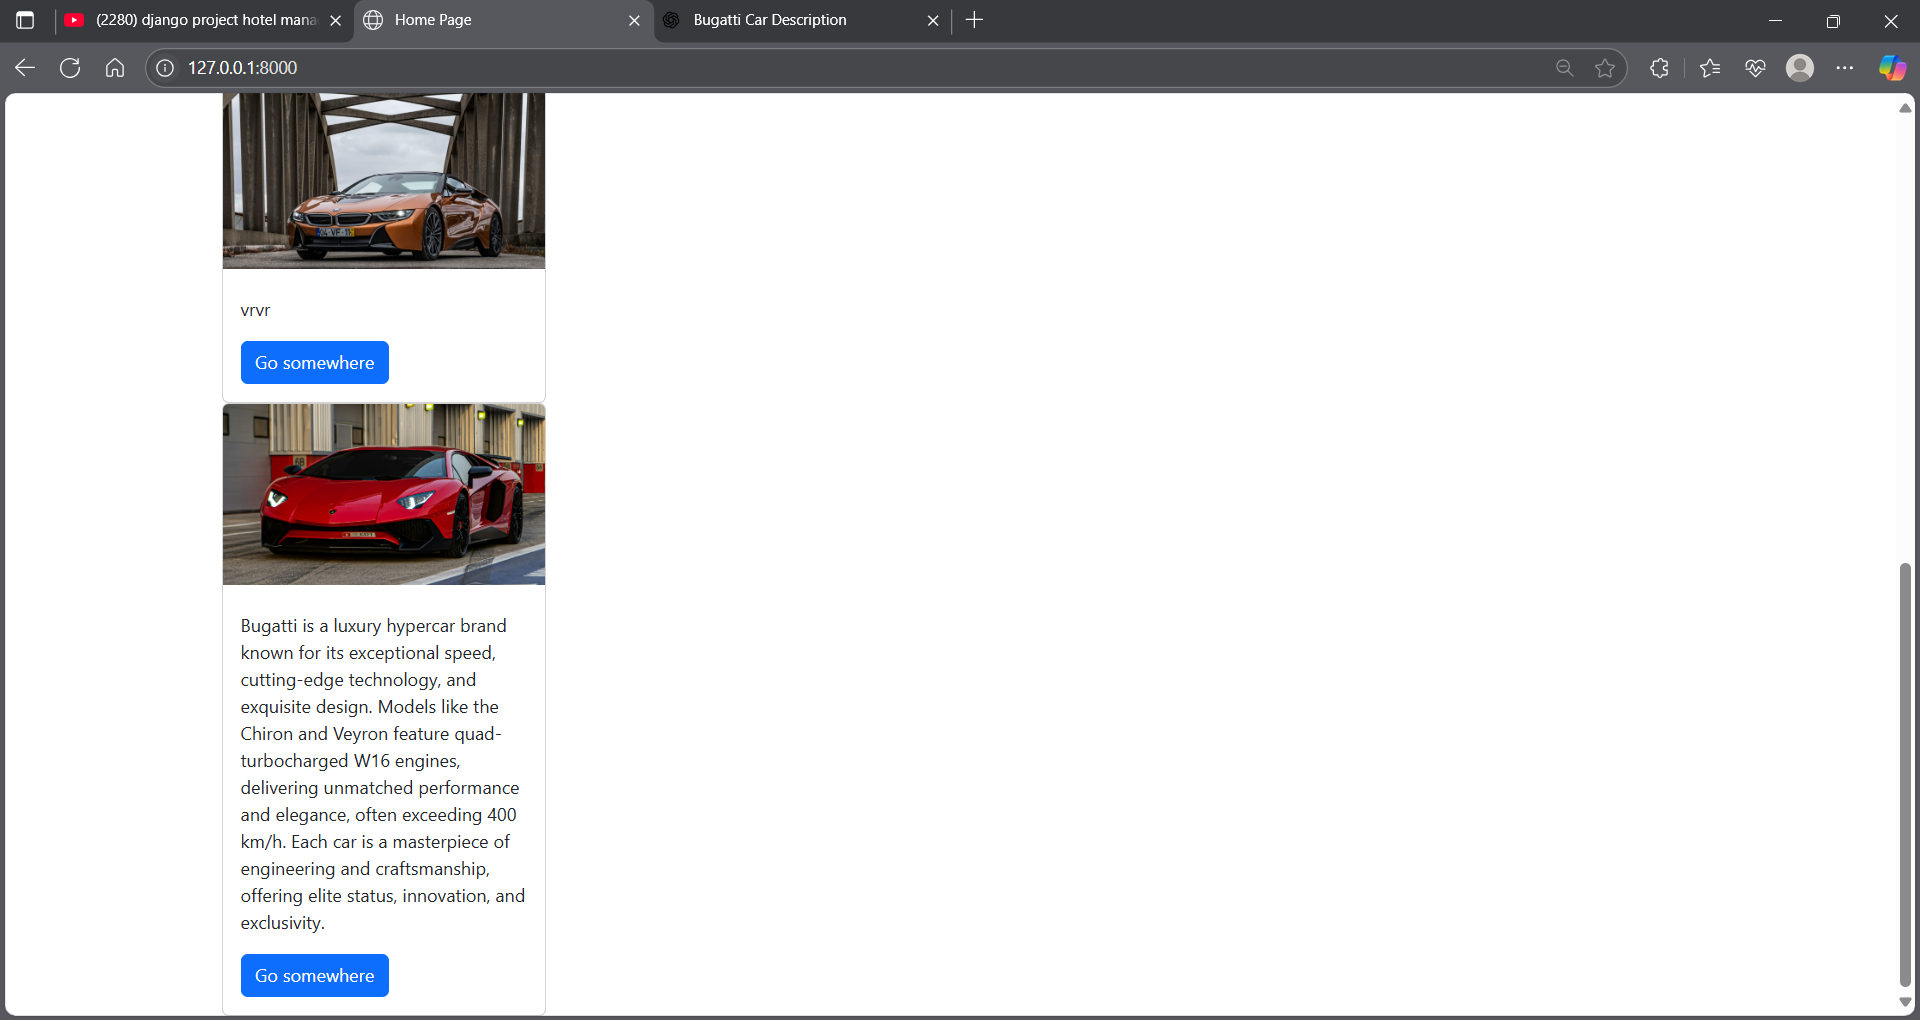 (2280) django project hotel mana
Home Page
Bugatti Car Description
127.0.0.1:8000
04-VF-11
vrvr
Go somewhere
Bugatti is a luxury hypercar brand
known for its exceptional speed,
cutting-edge technology, and
exquisite design. Models like the
Chiron and Veyron feature quad-
turbocharged W16 engines,
delivering unmatched performance
and elegance, often exceeding 400
km/h. Each car is a masterpiece of
engineering and craftsmanship,
offering elite status, innovation, and
exclusivity.
Go somewhere